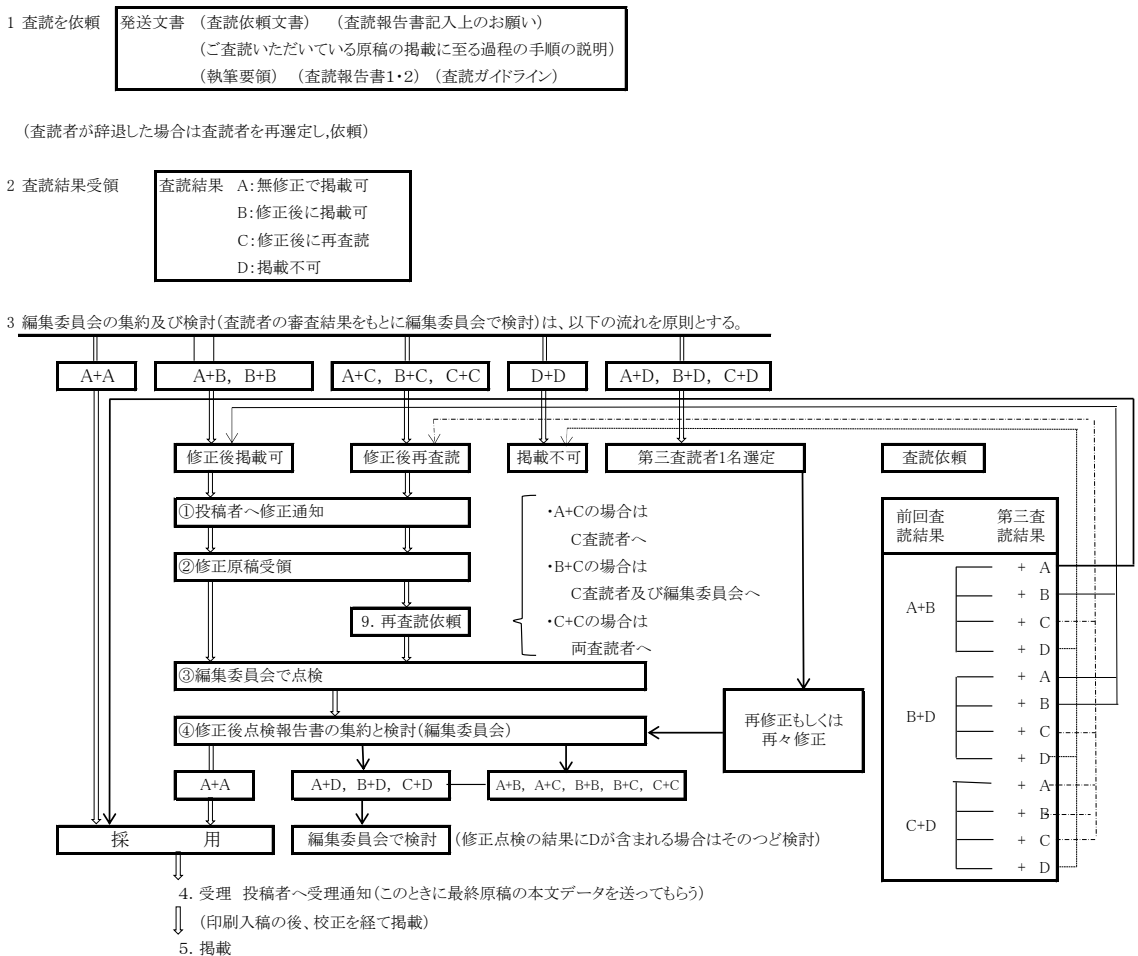 1 査読を依頼
発送文書 (査読依頼文書) (査読報告書記入上のお願い)
(ご査読いただいている原稿の掲載に至る過程の手順の説明)
(執筆要領) (査読報告書1・2) (査読ガイドライン)
(査読者が辞退した場合は査読者を再選定し,依頼)
2 査読結果受領
査読結果 A:無修正で掲載可
B:修正後に掲載可
C:修正後に再査読
D:掲載不可
3 編集委員会の集約及び検討(査読者の審査結果をもとに編集委員会で検討)は、以下の流れを原則とする。
A+A
A+B, B+B
A+C, B+C, C+C
D+D
A+D, B+D, C+D
修正後掲載可
修正後再査読
掲載不可
第三査読者1名選定
査読依頼
①投稿者へ修正通知
②修正原稿受領
9. 再査読依頼
・A+Cの場合は
C査読者へ
・B+Cの場合は
C査読者及び編集委員会へ
・C+Cの場合は
両査読者へ
③編集委員会で点検
④修正後点検報告書の集約と検討(編集委員会)
再修正もしくは
再々修正
A+A
A+D, B+D, C+D
A+B, A+C, B+B, B+C, C+C
採 用
編集委員会で検討
(修正点検の結果にDが含まれる場合はそのつど検討)
前回査
読結果
第三査
読結果
A+B
+ A
+ B
+ C
+ D
B+D
+ A
+ B
+ C
+ D
C+D
+ A
+ B
+ C
+ D
4. 受理 投稿者へ受理通知(このときに最終原稿の本文データを送ってもらう)
(印刷入稿の後、校正を経て掲載)
5. 掲載